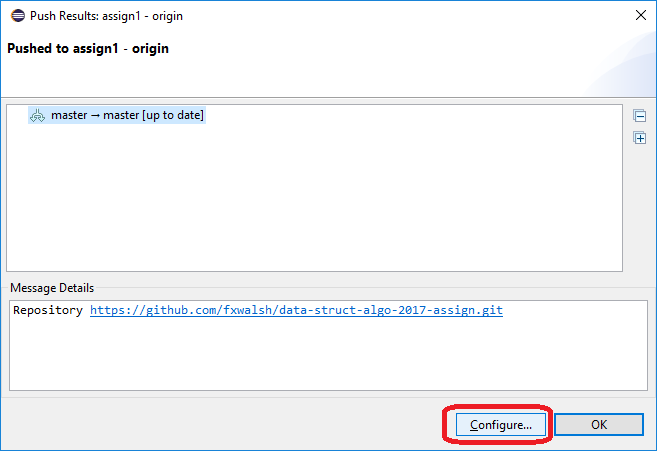 Push Results: assign1 - origin
Pushed to assign1 - origin
master → master [up to date]
Message Details
Repository https://github.com/fxwalsh/data-struct-algo-2017-assign.git
Configure...
OK